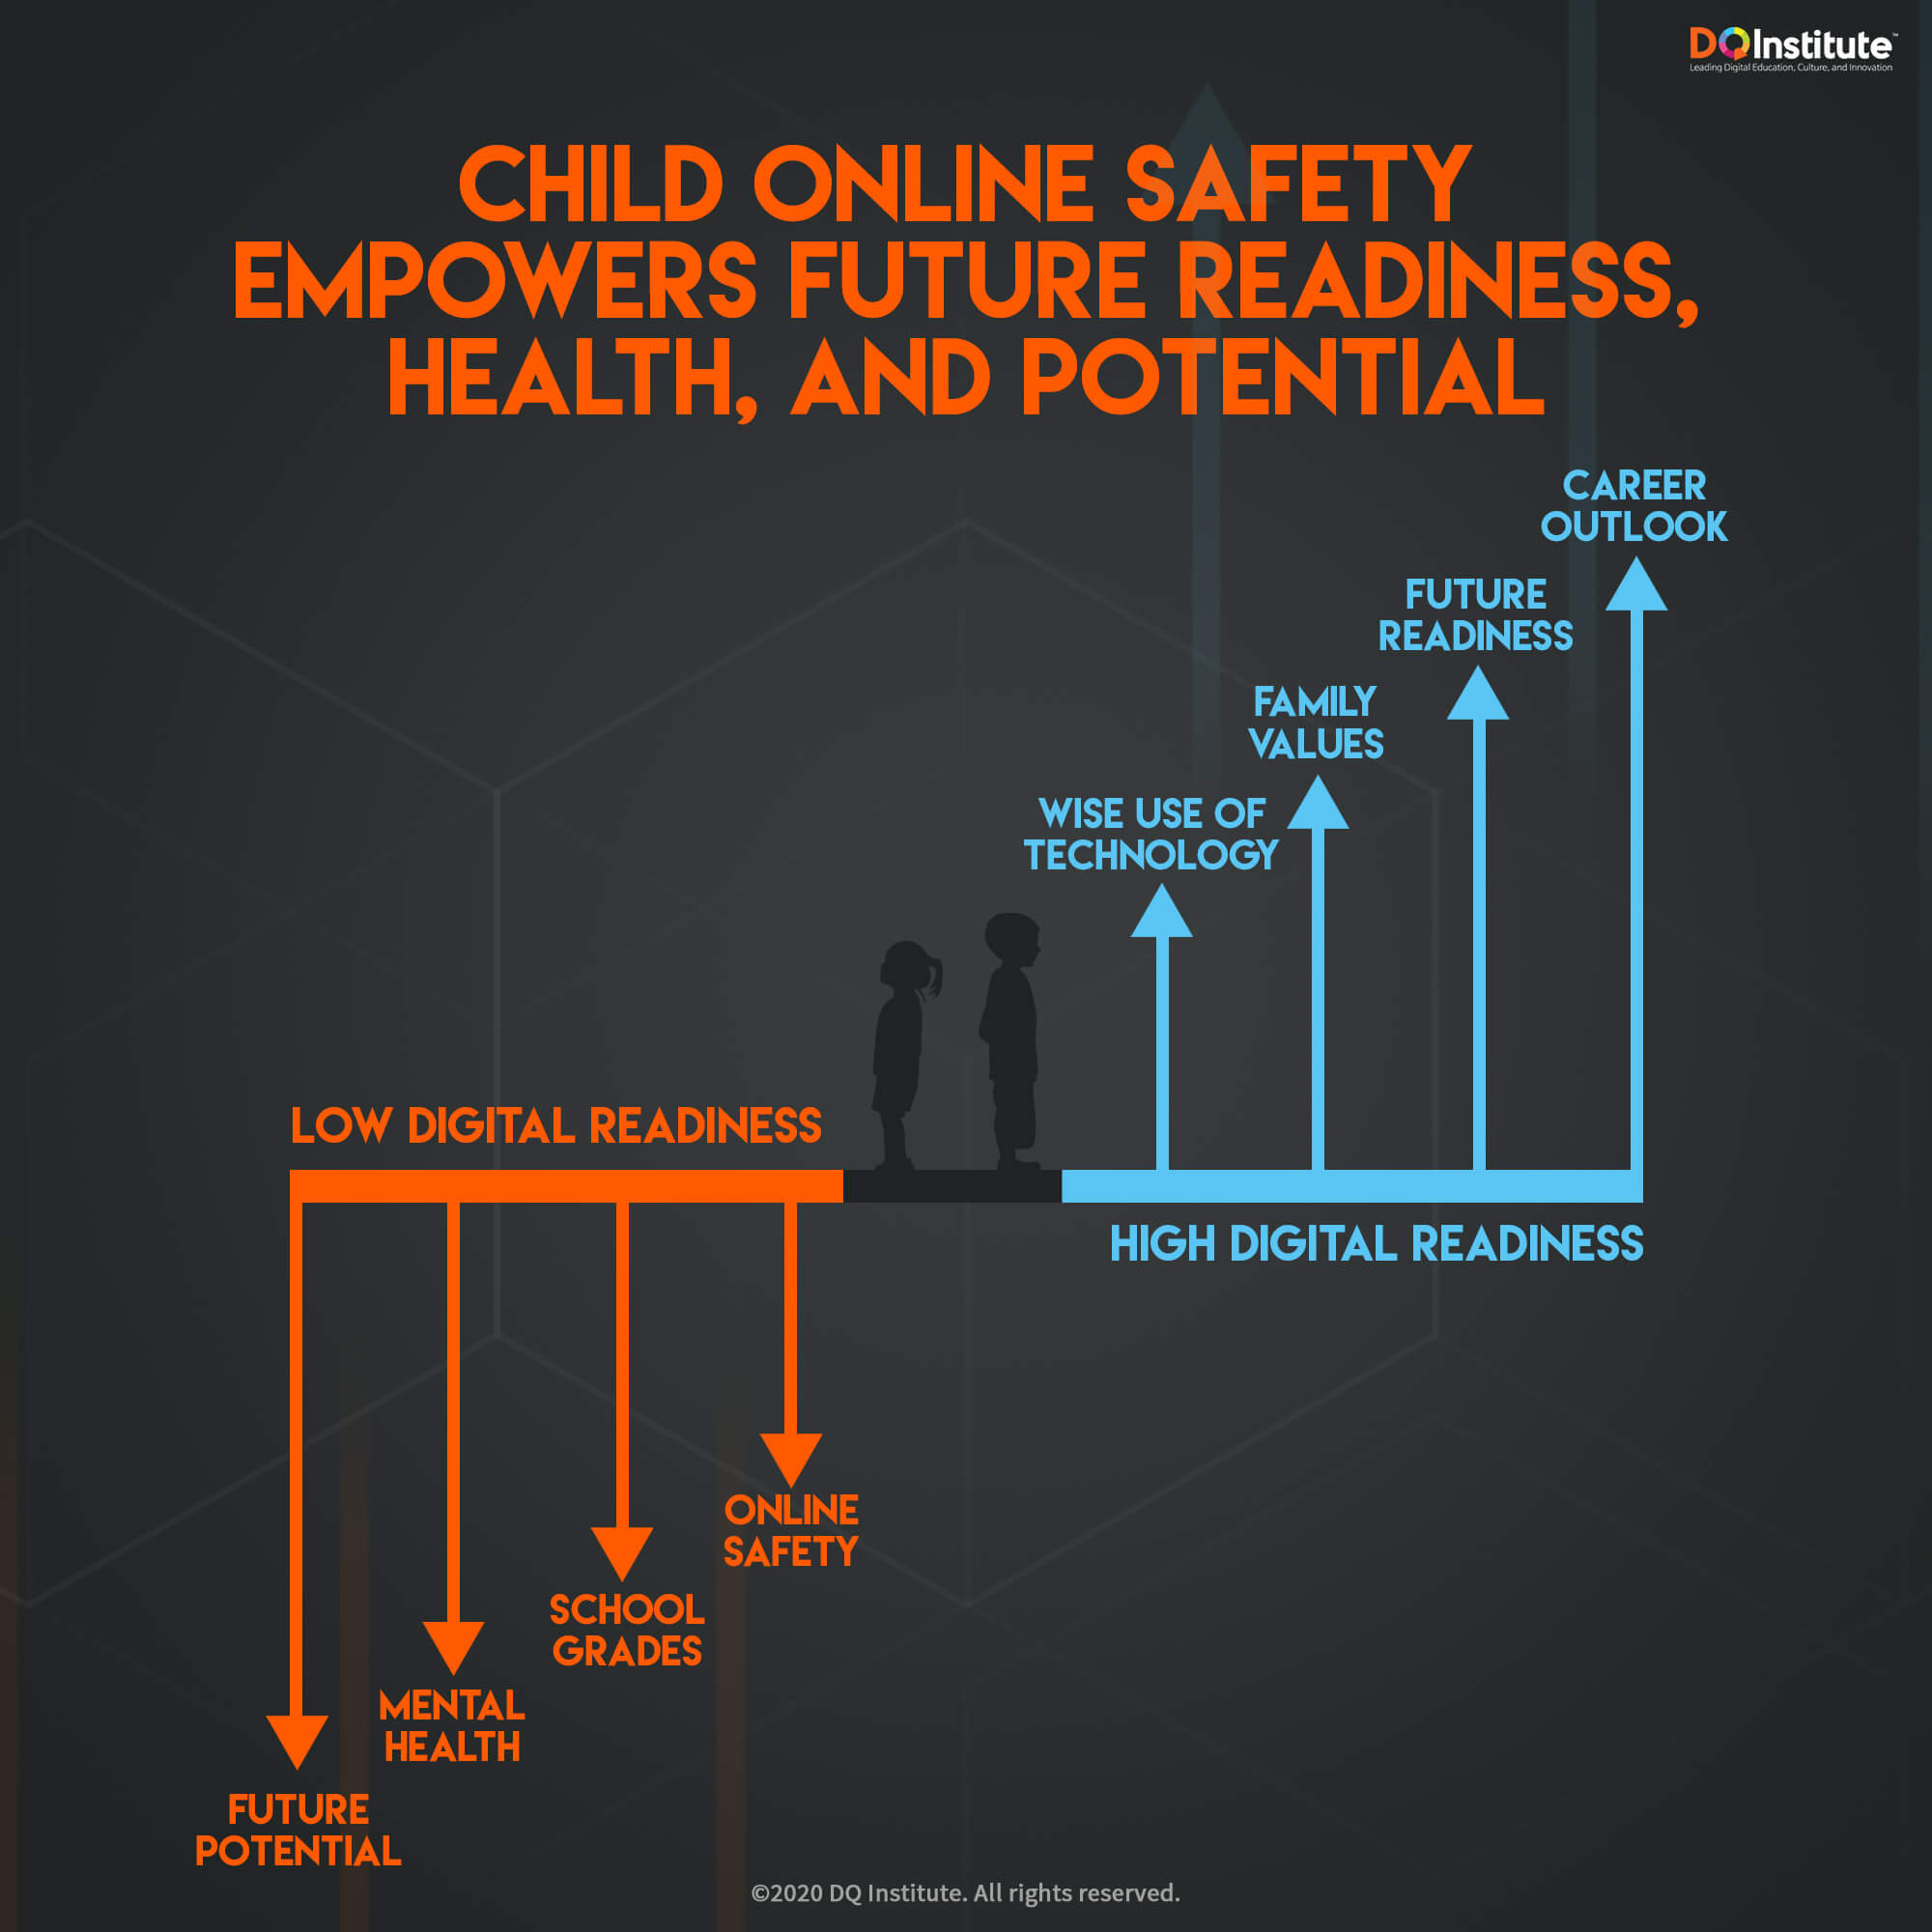 DQInstitute™
Leading Digital Education, Culture, and Innovation
CHILD ONLINE SAFETY
EMPOWERS FUTURE READINESS,
HEALTH, AND POTENTIAL
CAREER
OUTLOOK
FUTURE
READINESS
FAMILY
VALUES
WISE USE OF
TECHNOLOGY
LOW DIGITAL READINESS
HIGH DIGITAL READINESS
ONLINE
SAFETY
SCHOOL
GRADES
MENTAL
HEALTH
FUTURE
POTENTIAL
©2020 DQ Institute. All rights reserved.